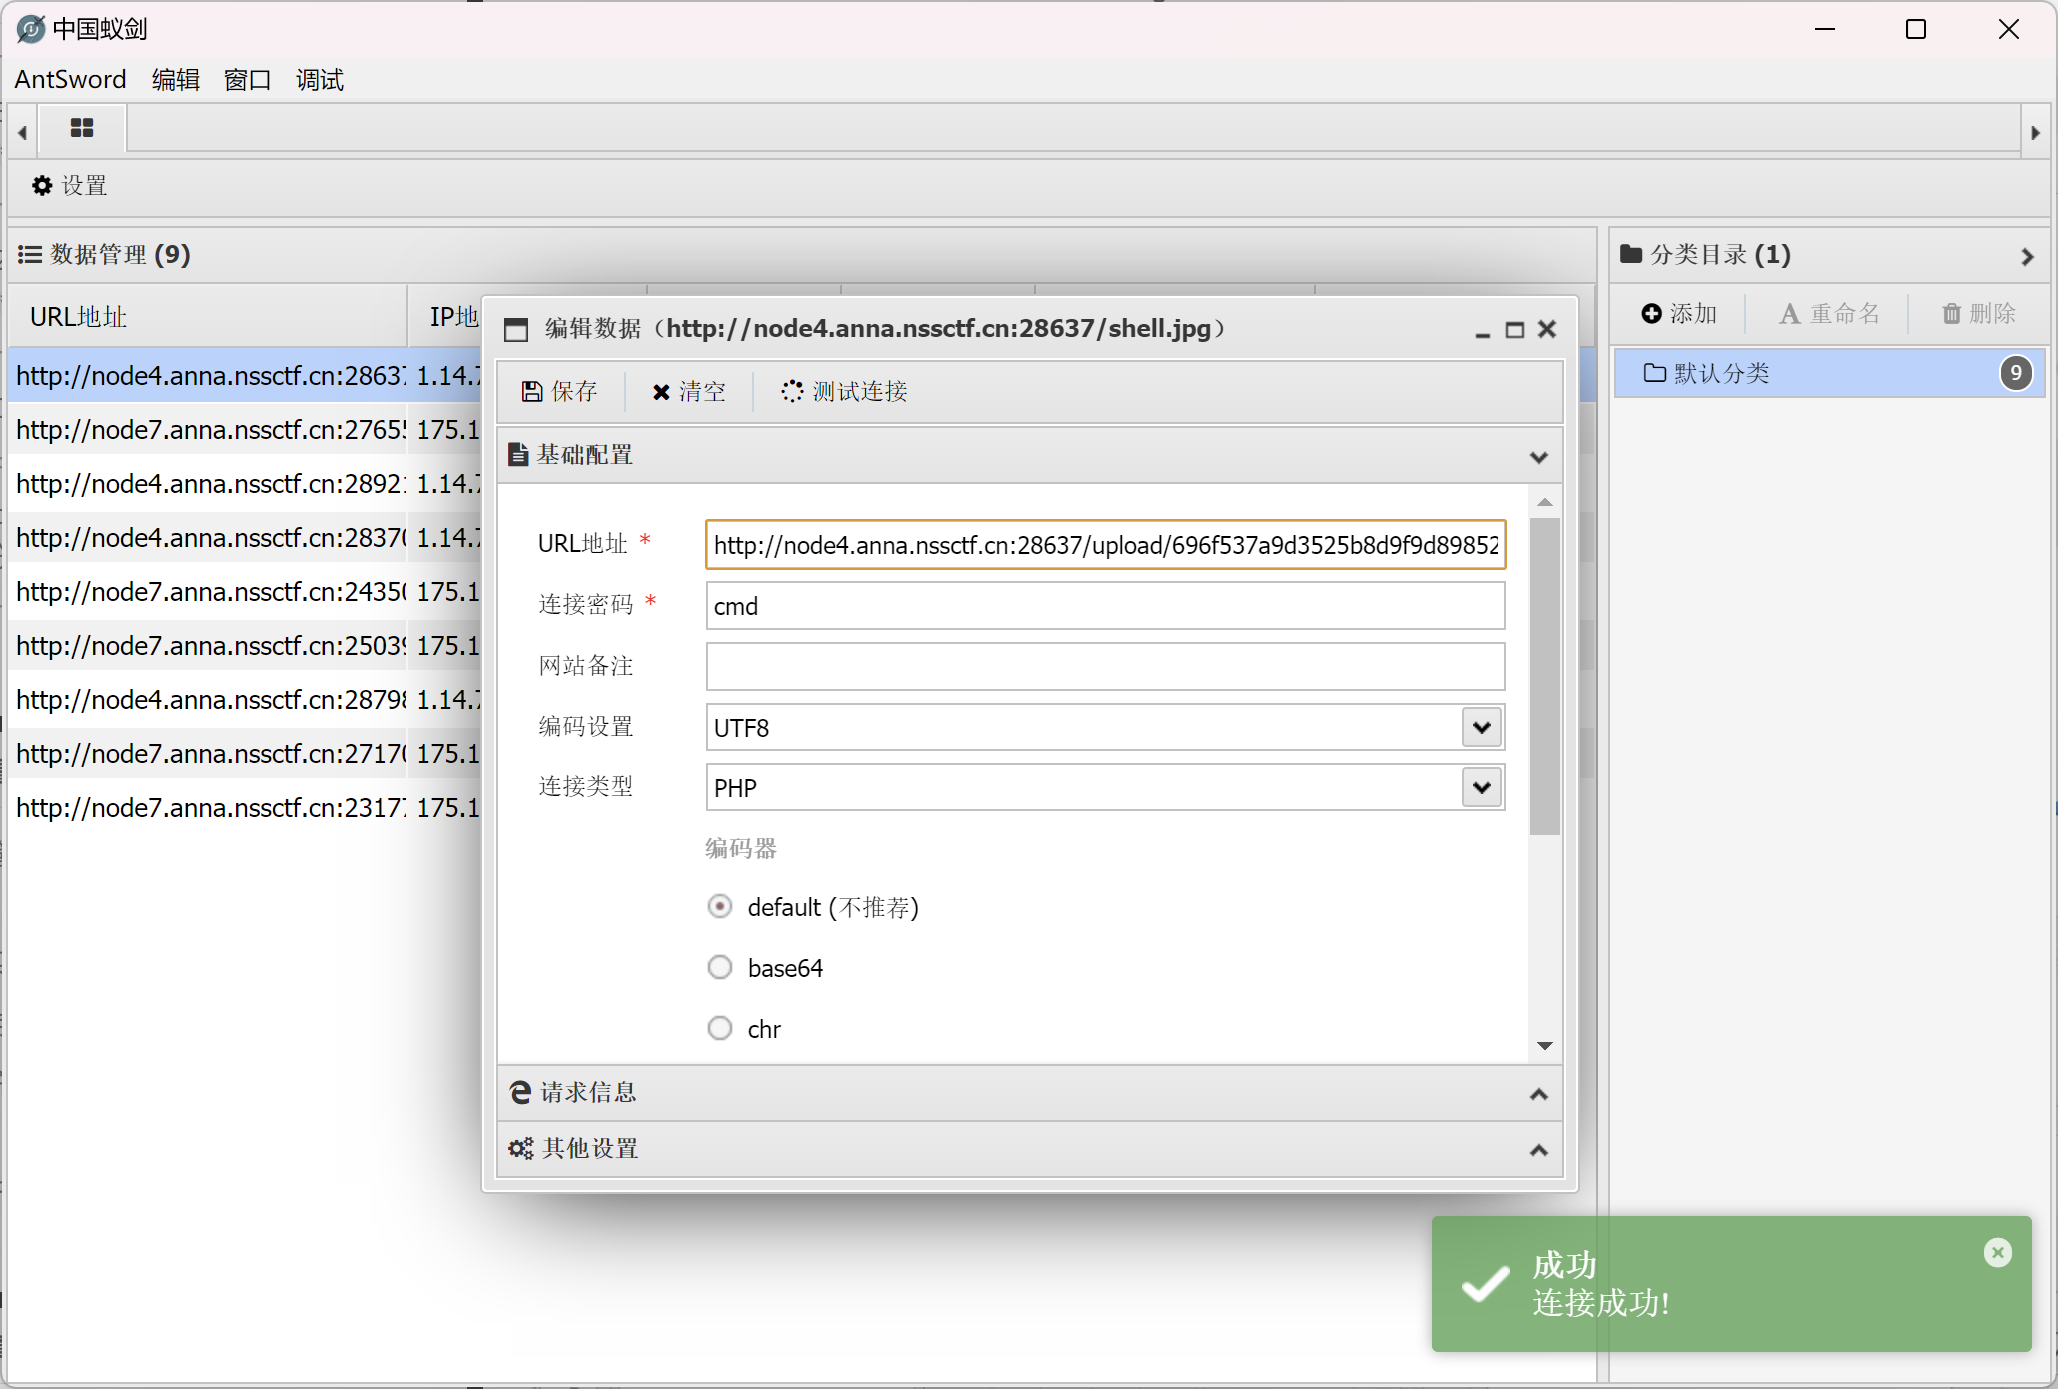 中国蚁剑
AntSword 编辑 窗口 调试
设置
数据管理 (9)
URL地址 IP地
http://node4.anna.nssctf.cn:28637 1.14.7
http://node7.anna.nssctf.cn:27655 175.1
http://node4.anna.nssctf.cn:28921 1.14.7
http://node4.anna.nssctf.cn:28370 1.14.7
http://node7.anna.nssctf.cn:24350 175.1
http://node7.anna.nssctf.cn:25039 175.1
http://node4.anna.nssctf.cn:28798 1.14.7
http://node7.anna.nssctf.cn:27170 175.1
http://node7.anna.nssctf.cn:23177 175.1
编辑数据（http://node4.anna.nssctf.cn:28637/shell.jpg）
保存 清空 测试连接
基础配置
URL地址 * http://node4.anna.nssctf.cn:28637/upload/696f537a9d3525b8d9f9d89852
连接密码 * cmd
网站备注
编码设置 UTF8
连接类型 PHP
编码器
default (不推荐)
base64
chr
请求信息
其他设置
分类目录 (1)
添加 重命名 删除
默认分类 9
成功
连接成功!